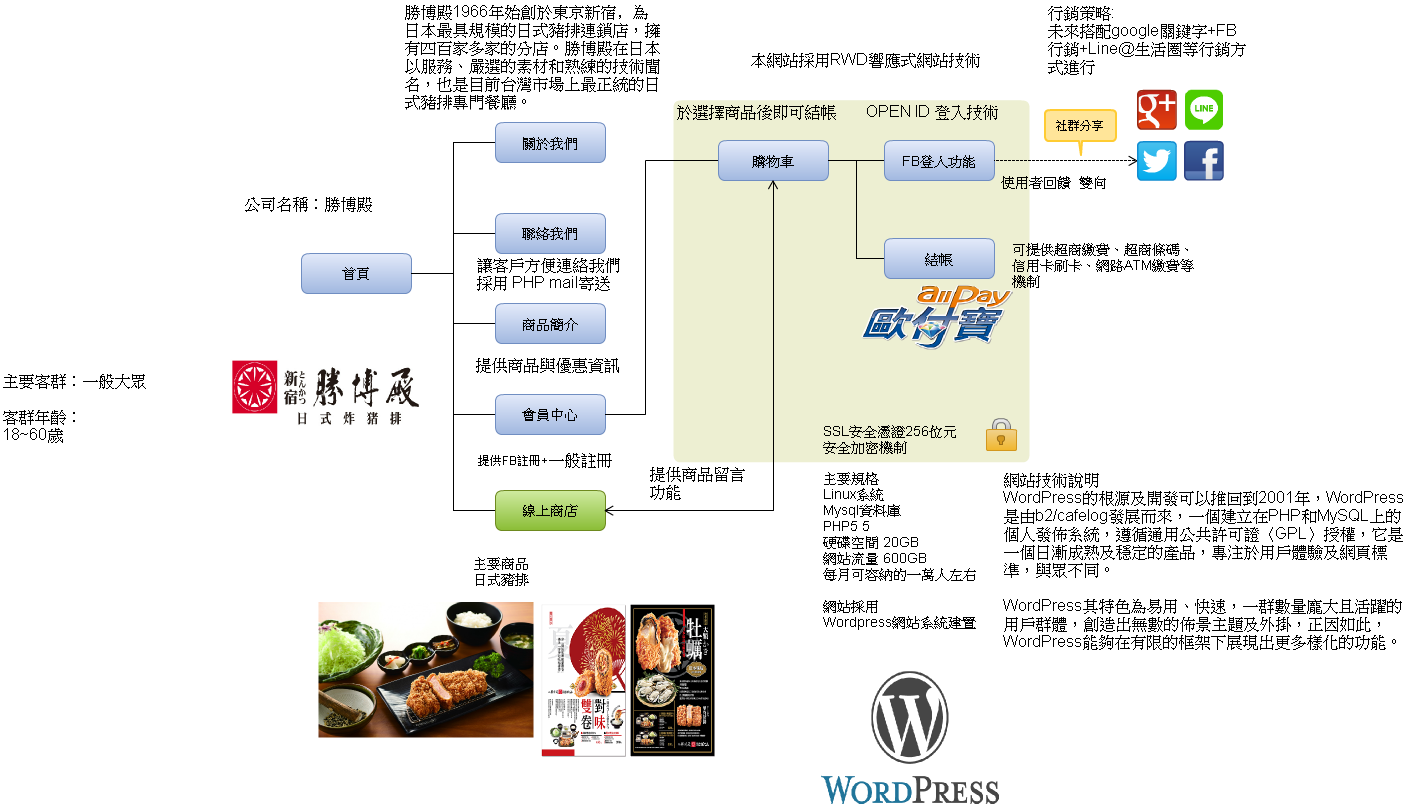 勝博殿1966年始創於東京新宿, 為
日本最具規模的日式豬排連鎖店，擁
有四百家多家的分店。勝博殿在日本
以服務、嚴選的素材和熟練的技術聞
名，也是目前台灣市場上最正統的日
式豬排專門餐廳。
行銷策略:
未來搭配google關鍵字+FB
行銷+Line@生活圈等行銷方
式進行
本網站採用RWD響應式網站技術
於選擇商品後即可結帳
OPEN ID 登入技術
社群分享
LINE
關於我們
購物車
FB登入功能
使用者回饋 雙向
公司名稱：勝博殿
聯絡我們
讓客戶方便連絡我們
採用 PHP mail寄送
首頁
結帳
可提供超商繳費、超商條碼、
信用卡刷卡、網路ATM繳費等
機制
allPay
歐付寶
商品簡介
提供商品與優惠資訊
主要客群：一般大眾
客群年齡：
18~60歲
新宿
とんかつ
勝博殿
日式炸豬排
會員中心
提供FB註冊+一般註冊
SSL安全憑證256位元
安全加密機制
提供商品留言
功能
線上商店
主要規格
Linux系統
Mysql資料庫
PHP5 5
硬碟空間 20GB
網站流量 600GB
每月可容納的一萬人左右
網站採用
Wordpress網站系統建置
網站技術說明
WordPress的根源及開發可以推回到2001年，WordPress
是由b2/cafelog發展而來，一個建立在PHP和MySQL上的
個人發佈系統，遵循通用公共許可證〈GPL〉授權，它是
一個日漸成熟及穩定的產品，專注於用戶體驗及網頁標
準，與眾不同。
WordPress其特色為易用、快速，一群數量龐大且活躍的
用戶群體，創造出無數的佈景主題及外掛，正因如此，
WordPress能夠在有限的框架下展現出更多樣化的功能。
主要商品
日式豬排
夏
對味
雙卷
牡蠣
WORDPRESS